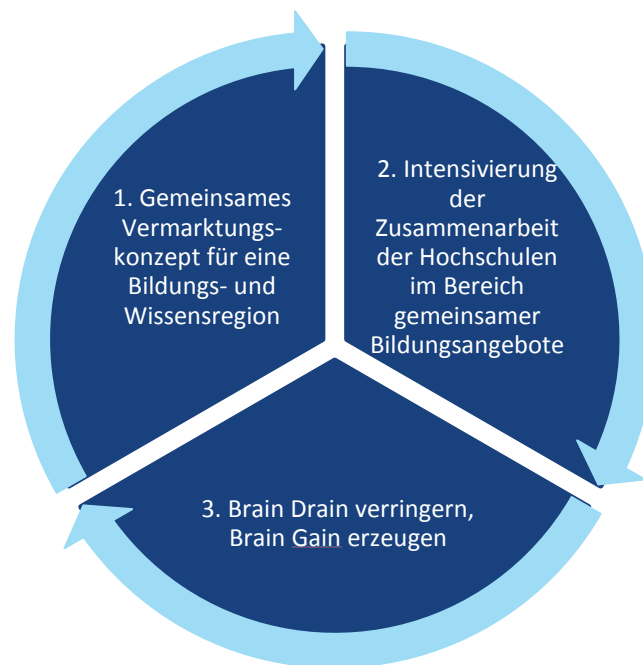 1. Gemeinsames
Vermarktungs-
konzept für eine
Bildungs- und
Wissensregion
2. Intensivierung
der
Zusammenarbeit
der Hochschulen
im Bereich
gemeinsamer
Bildungsangebote
3. Brain Drain verringern,
Brain Gain erzeugen